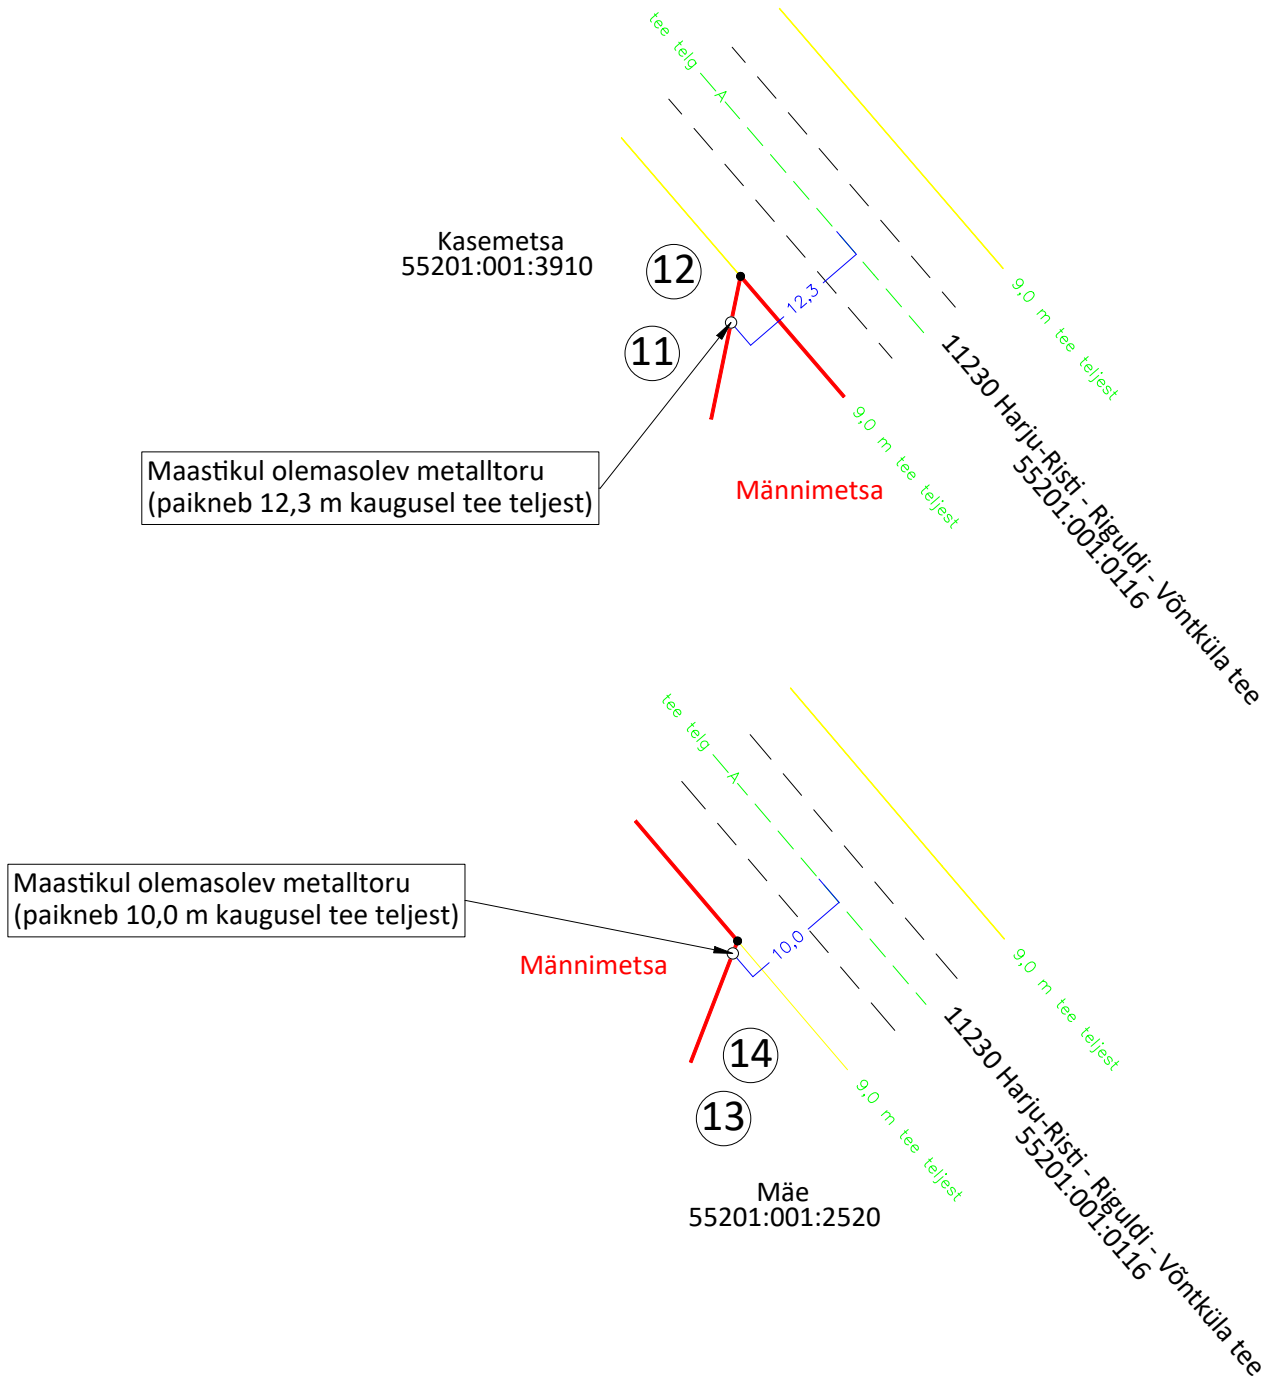 tee telg
A
9,0 m tee teljest
Kasemetsa
55201:001:3910
12
12,3
11
9,0 m tee teljest
11230 Harju-Risti - Riguldi - Võntküla tee
55201:001:0116
Maastikul olemasolev metalltoru
(paikneb 12,3 m kaugusel tee teljest)
Männimetsa
tee telg
A
9,0 m tee teljest
Maastikul olemasolev metalltoru
(paikneb 10,0 m kaugusel tee teljest)
10,0
Männimetsa
14
13
9,0 m tee teljest
11230 Harju-Risti - Riguldi - Võntküla tee
55201:001:0116
Mäe
55201:001:2520